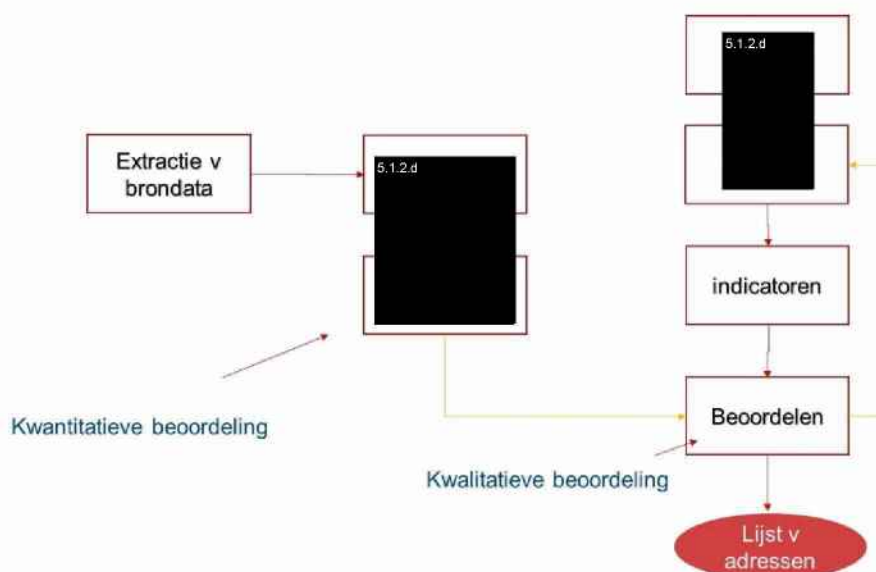 5.1.2.d
Extractie v
brondata
5.1.2.d
indicatoren
Kwantitatieve beoordeling
Beoordelen
Kwalitatieve beoordeling
Lijst v
adressen